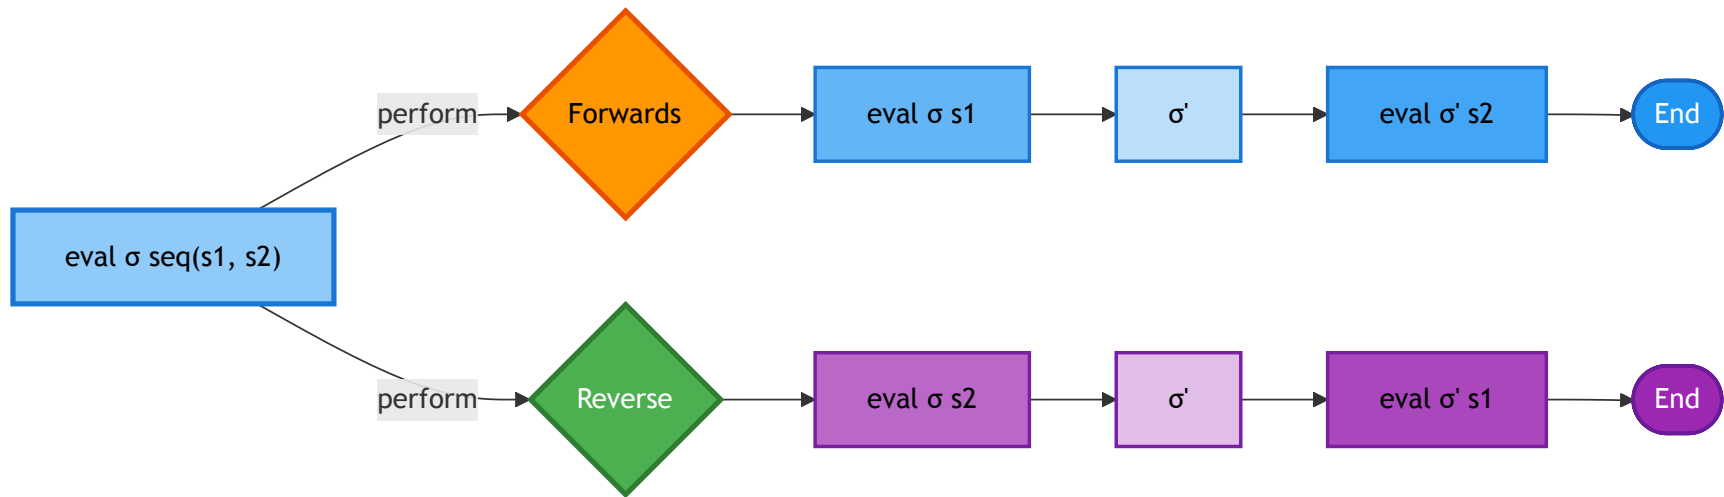 perform
Forwards
eval σ s1
σ'
eval σ' s2
End
eval σ seq(s1, s2)
perform
Reverse
eval σ s2
σ'
eval σ' s1
End